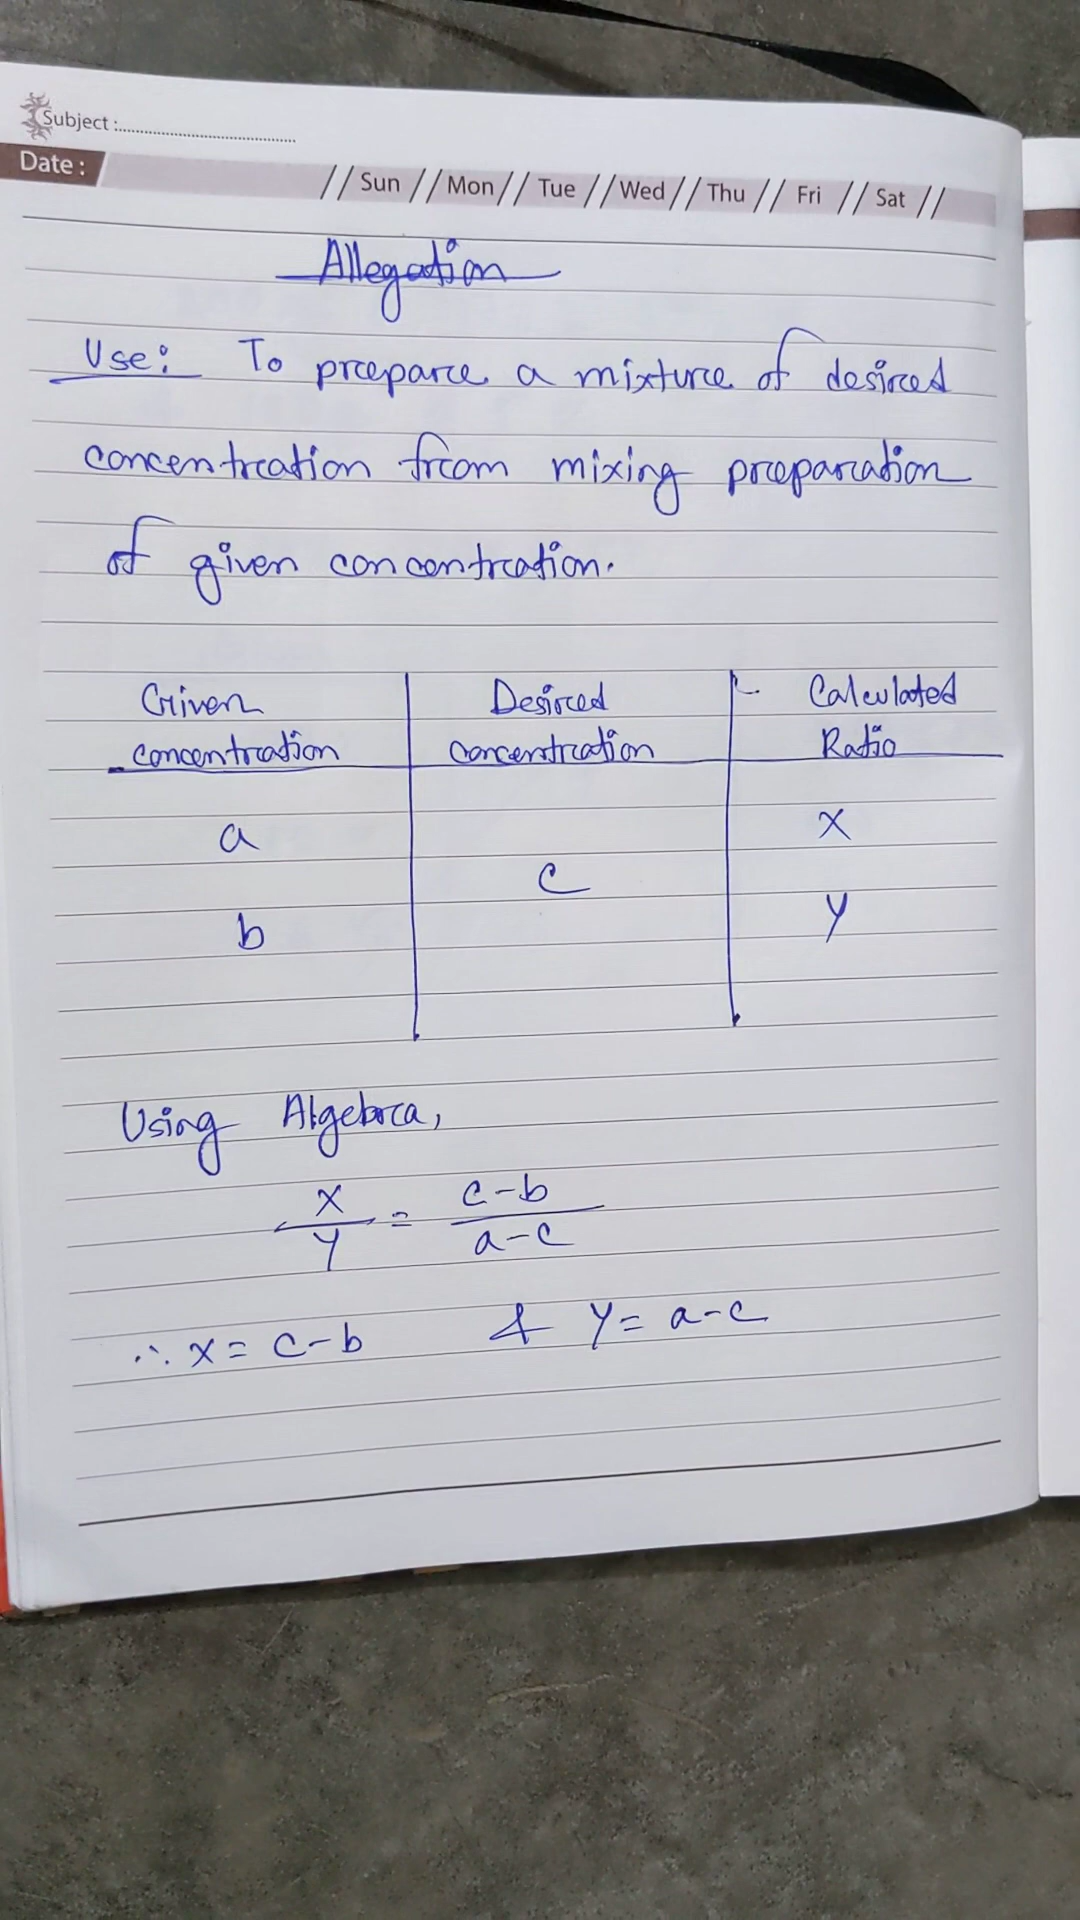 Subject :
Date :
// Sun // Mon // Tue // Wed // Thu // Fri // Sat //
Allegation
Use: To prepare a mixture of desired
concentration from mixing preparation
of given concentration.
Given Desired Calculated
concentration concentration Ratio
a x
c
b y
Using Algebra,
x/y = c-b/a-c
∴ x = c-b & y = a-c